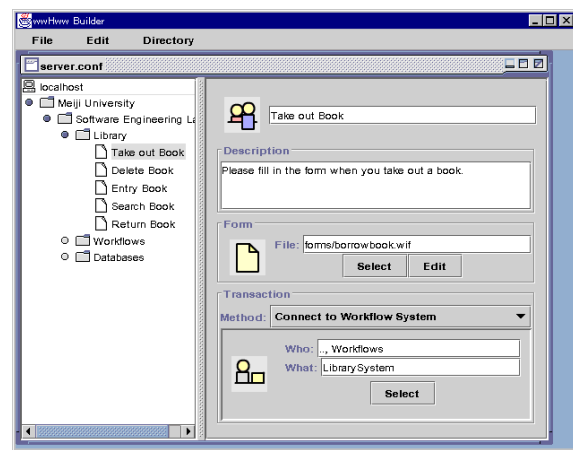 wwHww Builder
File Edit Directory
server.conf
localhost
Meiji University
Software Engineering La
Library
Take out Book
Delete Book
Entry Book
Search Book
Return Book
Workflows
Databases
Take out Book
Description
Please fill in the form when you take out a book.
Form
File: forms/borrowbook.wif
Select Edit
Transaction
Method: Connect to Workflow System
Who: .., Workflows
What: LibrarySystem
Select